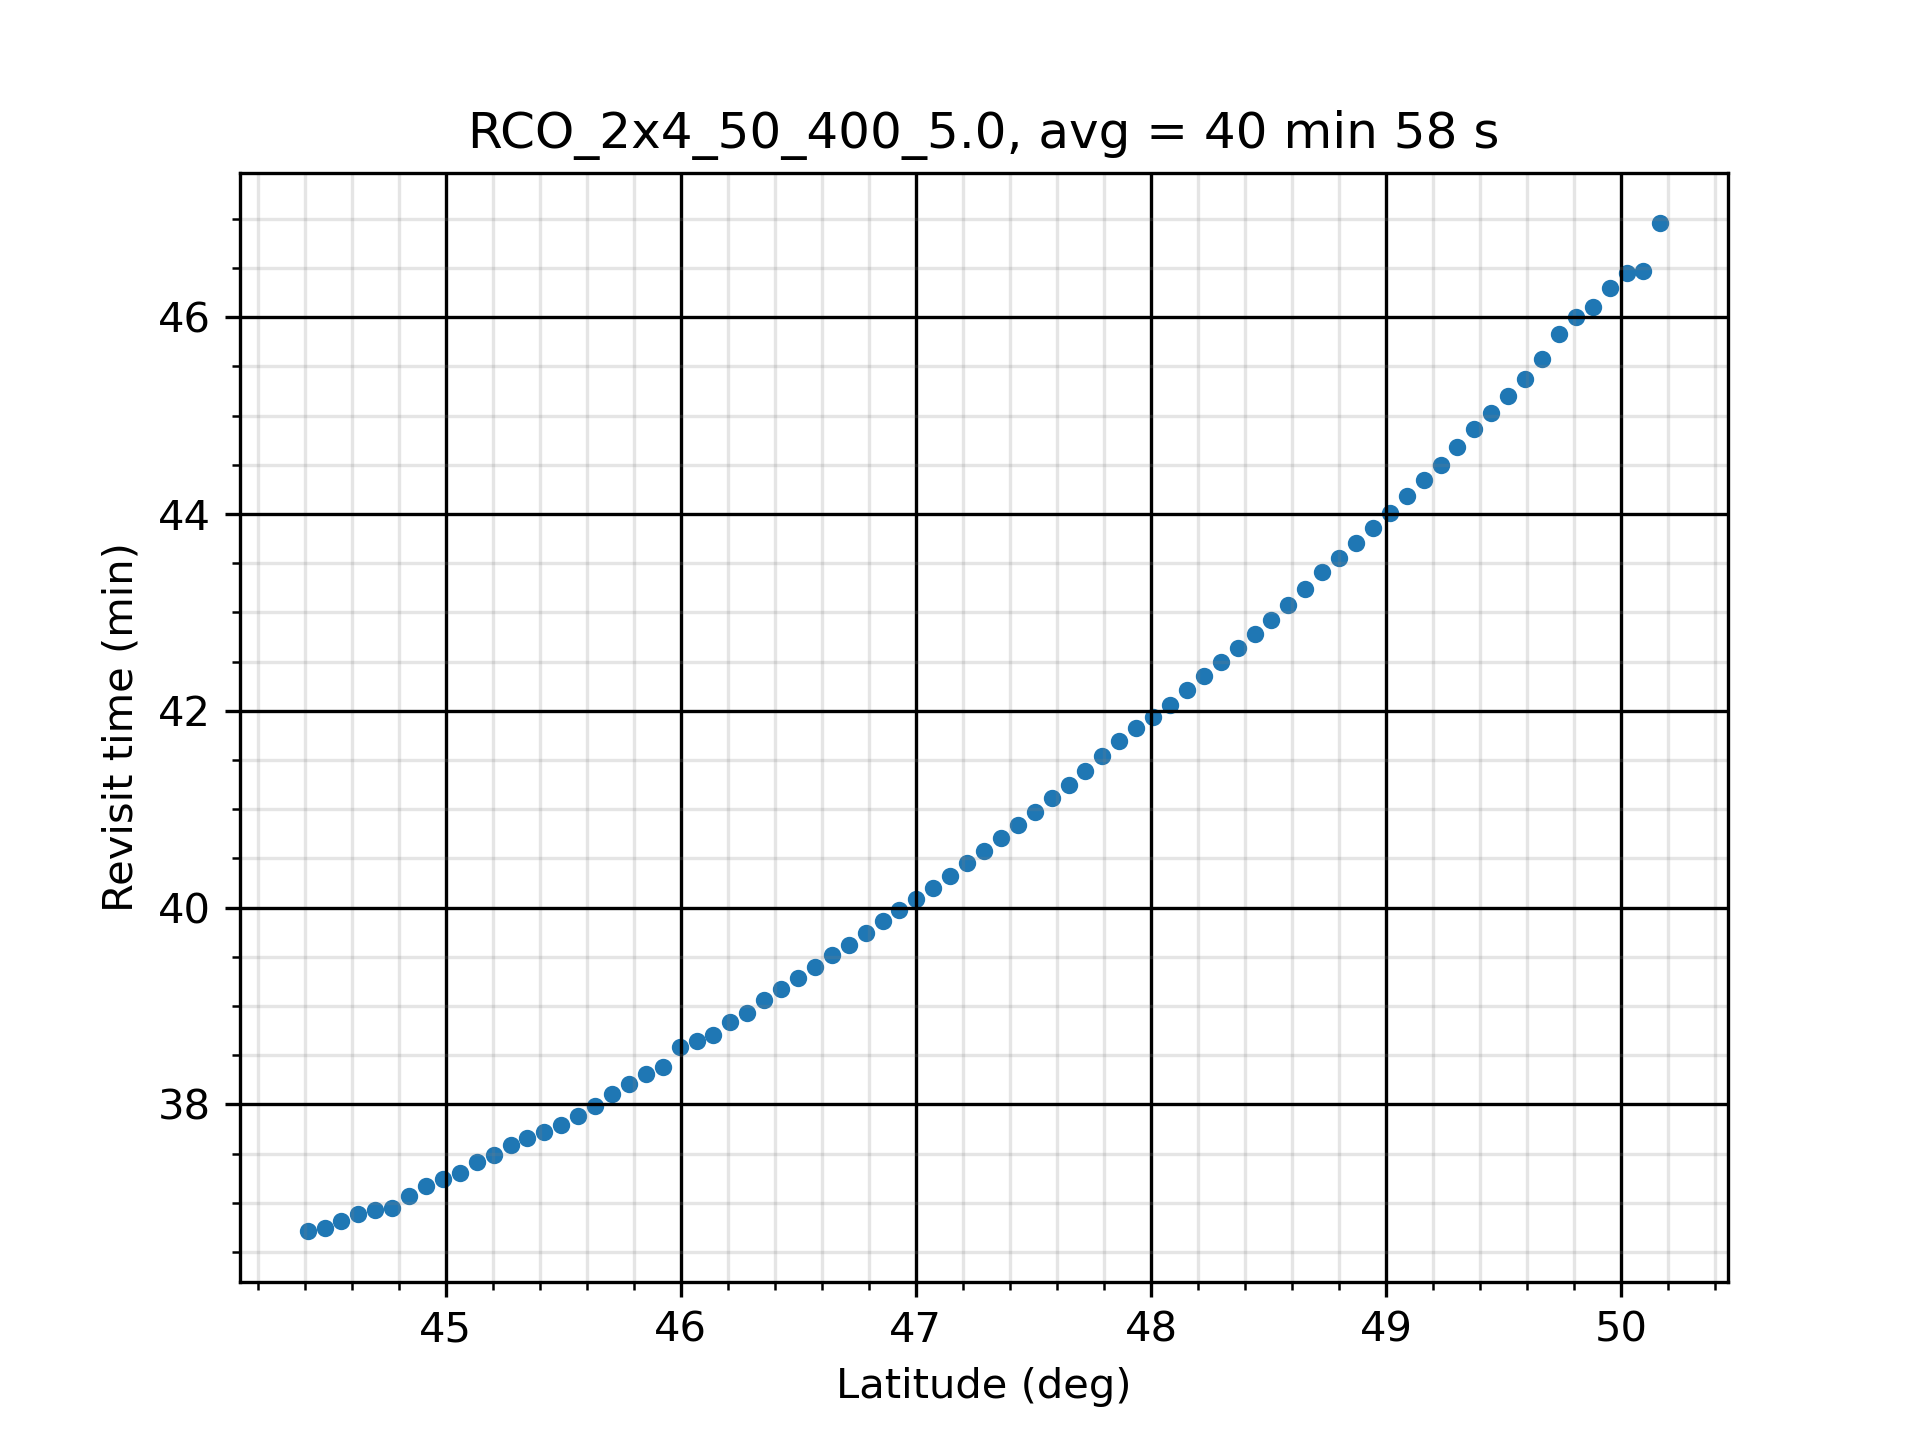 RCO_2x4_50_400_5.0, avg = 40 min 58 s
Revisit time (min)
46
44
42
40
38
45 46 47 48 49 50
Latitude (deg)